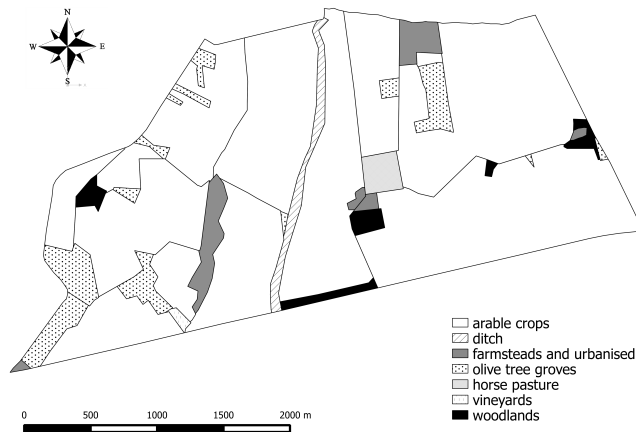 N
W E
S
arable crops
ditch
farmsteads and urbanised
olive tree groves
horse pasture
vineyards
woodlands
0 500 1000 1500 2000 m